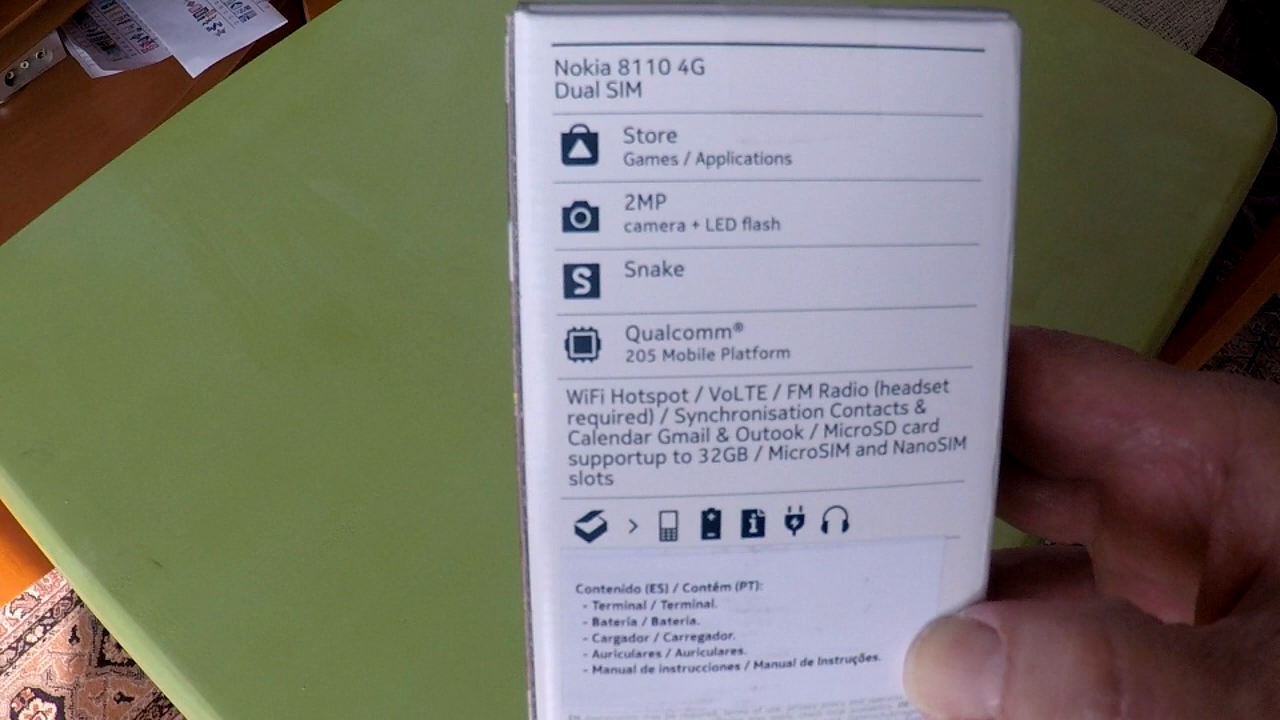 Nokia 8110 4G
Dual SIM
Store
Games / Applications
2MP
camera + LED flash
S
Snake
Qualcomm®
205 Mobile Platform
WiFi Hotspot / VoLTE / FM Radio (headset
required) / Synchronisation Contacts &
Calendar Gmail & Outook / MicroSD card
supportup to 32GB / MicroSIM and NanoSIM
slots
Contenido (ES) / Contêm (PT):
- Terminal / Terminal.
- Batería / Bateria.
- Cargador / Carregador.
- Auriculares / Auriculares.
- Manual de instrucciones / Manual de Instruções.